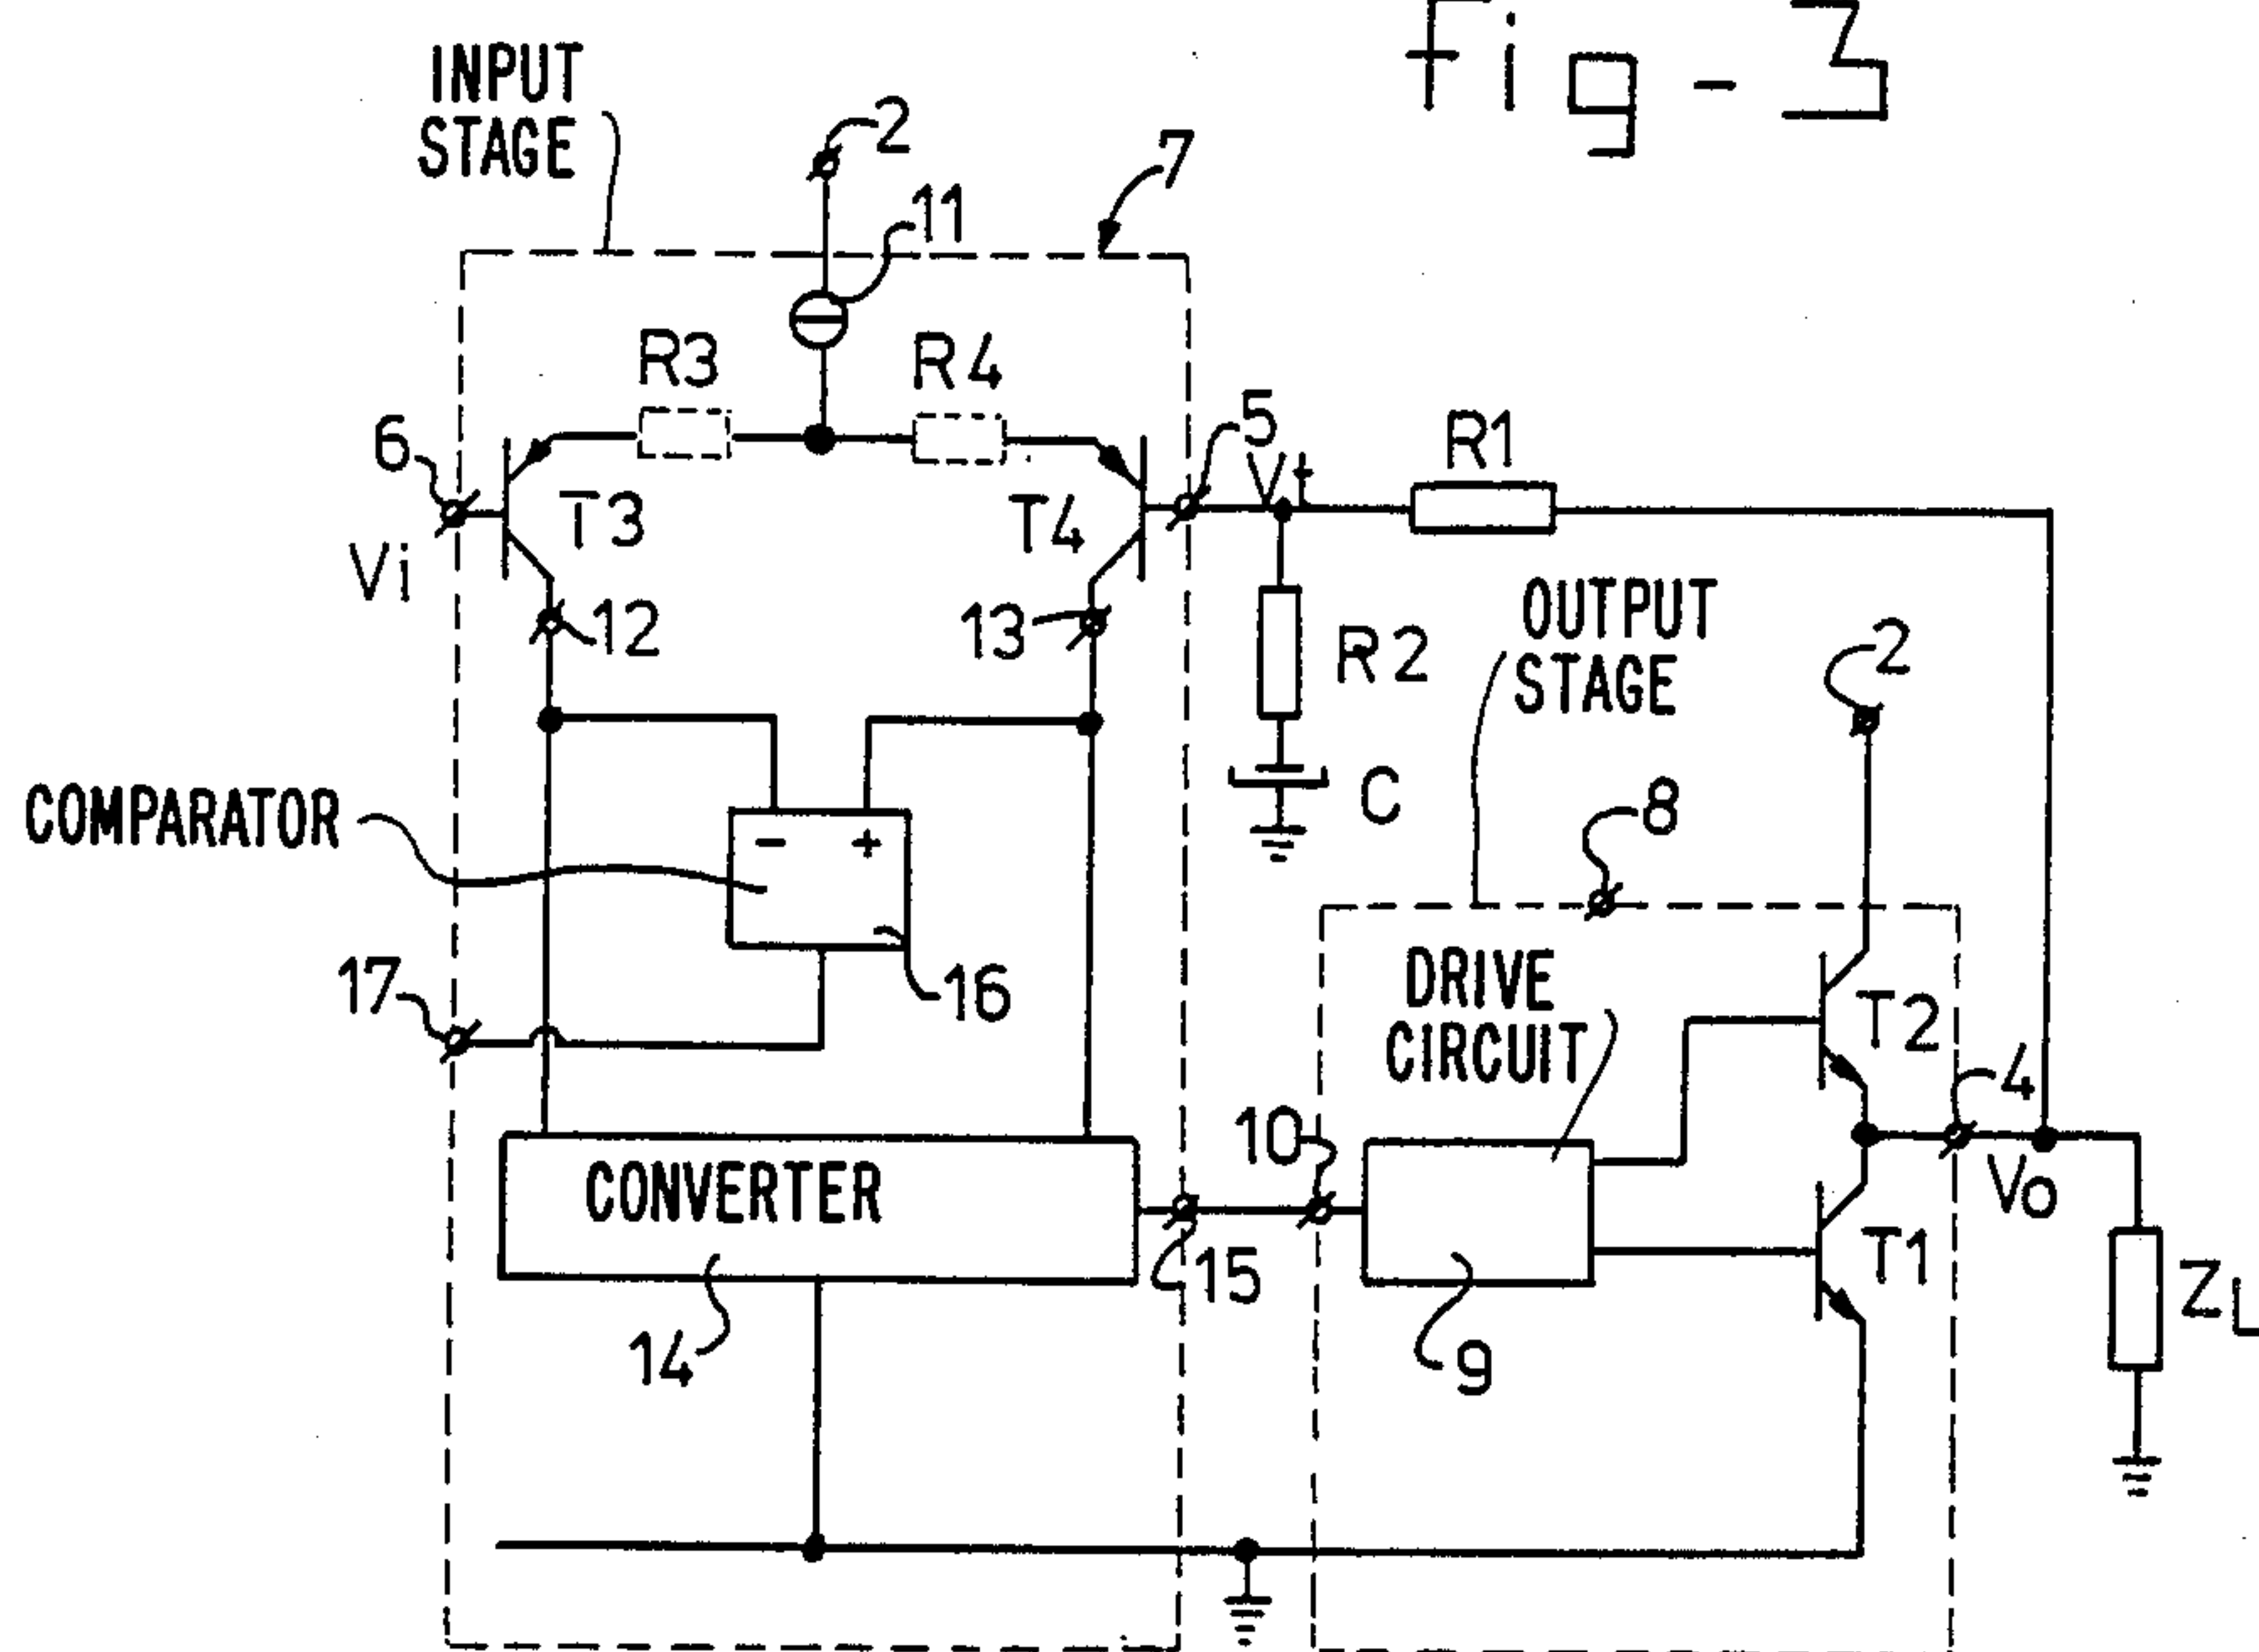 Fig-3
INPUT
STAGE
2
7
11
R3
R4
6
5
R1
Vt
T3
T4
Vi
12
13
R2
OUTPUT
STAGE
2
C
8
COMPARATOR
- +
17
16
DRIVE
CIRCUIT
T2
4
10
CONVERTER
Vo
15
T1
ZL
14
9